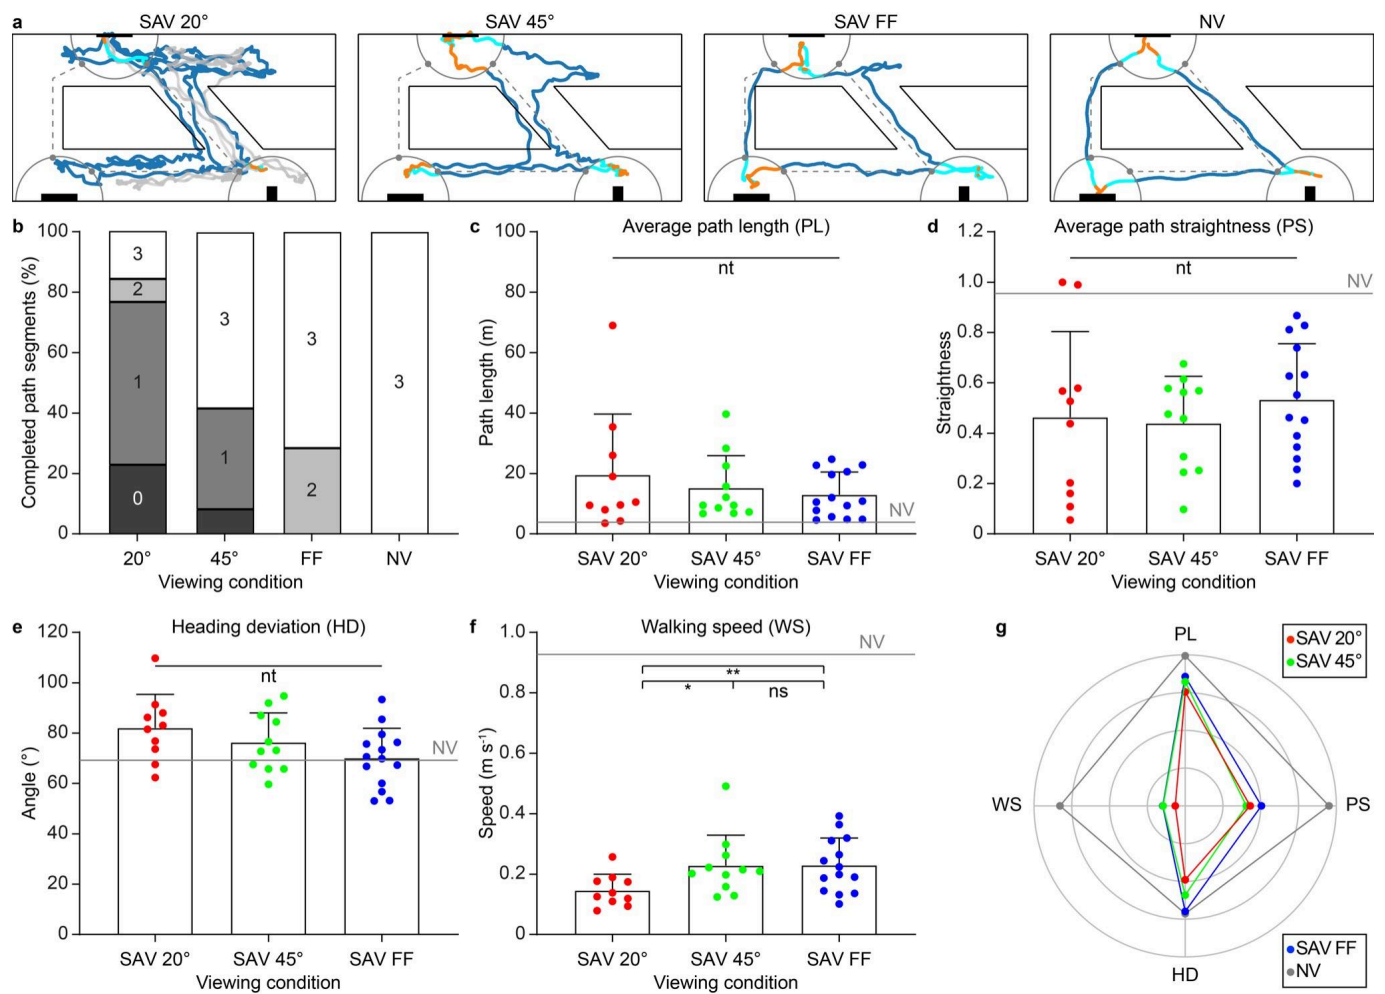 a
SAV 20°
SAV 45°
SAV FF
NV
b
Completed path segments (%)
100
80
60
40
20
0
3
2
1
0
3
1
3
2
3
20°
45°
FF
NV
Viewing condition
c
Average path length (PL)
Path length (m)
100
80
60
40
20
0
nt
NV
SAV 20°
SAV 45°
SAV FF
Viewing condition
d
Average path straightness (PS)
Straightness
1.2
1.0
0.8
0.6
0.4
0.2
0
nt
NV
SAV 20°
SAV 45°
SAV FF
Viewing condition
e
Heading deviation (HD)
Angle (°)
120
100
80
60
40
20
0
nt
NV
SAV 20°
SAV 45°
SAV FF
Viewing condition
f
Walking speed (WS)
Speed (m s⁻¹)
1.0
0.8
0.6
0.4
0.2
0
NV
**
*
ns
SAV 20°
SAV 45°
SAV FF
Viewing condition
g
PL
SAV 20°
SAV 45°
WS
PS
HD
SAV FF
NV